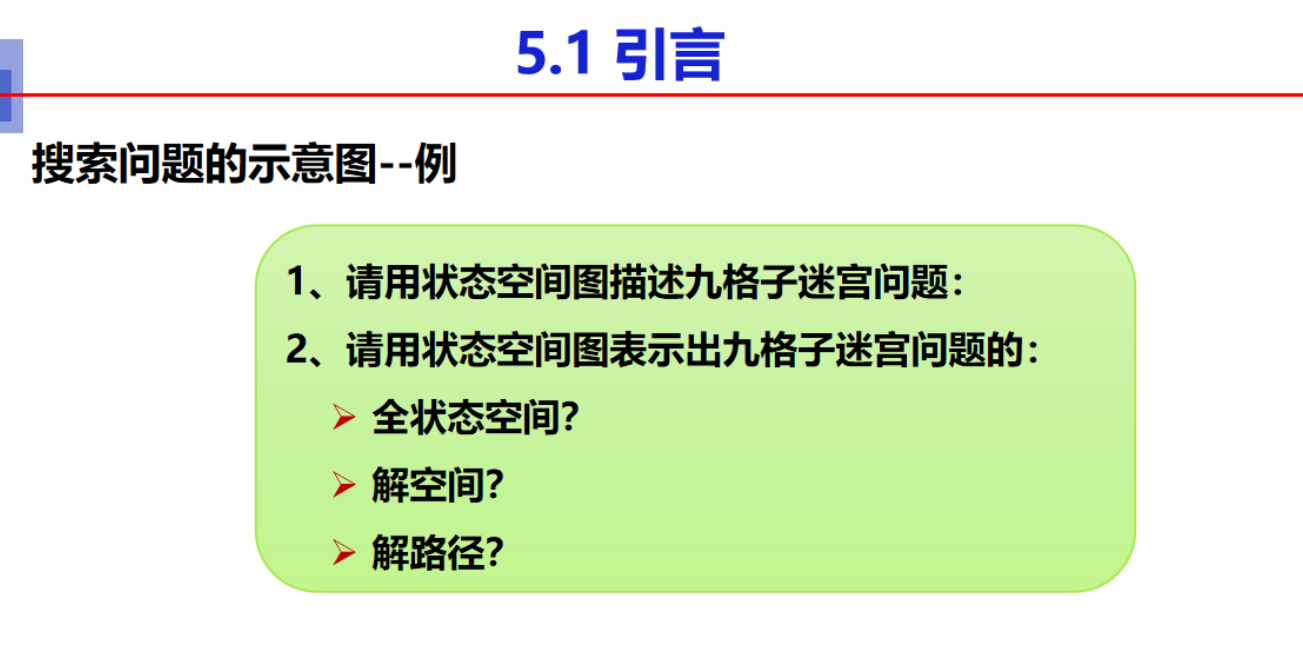 5.1 引言
搜索问题的示意图--例
1、请用状态空间图描述九格子迷宫问题：
2、请用状态空间图表示出九格子迷宫问题的：
全状态空间？
解空间？
解路径？